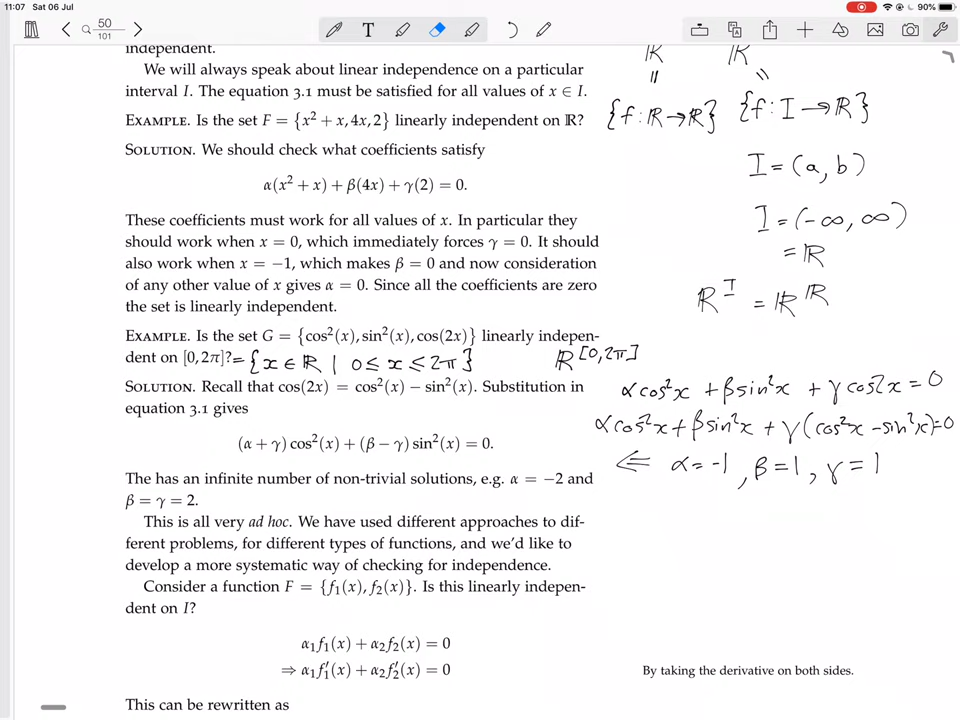 11:07 Sat 06 Jul
90%
50
101
T
independent.
We will always speak about linear independence on a particular
interval I. The equation 3.1 must be satisfied for all values of x ∈ I.
EXAMPLE. Is the set F = {x² + x, 4x, 2} linearly independent on ℝ?
SOLUTION. We should check what coefficients satisfy
α(x² + x) + β(4x) + γ(2) = 0.
These coefficients must work for all values of x. In particular they
should work when x = 0, which immediately forces γ = 0. It should
also work when x = −1, which makes β = 0 and now consideration
of any other value of x gives α = 0. Since all the coefficients are zero
the set is linearly independent.
EXAMPLE. Is the set G = {cos²(x), sin²(x), cos(2x)} linearly indepen-
dent on [0, 2π]? = {x ∈ ℝ | 0 ≤ x ≤ 2π}
SOLUTION. Recall that cos(2x) = cos²(x) − sin²(x). Substitution in
equation 3.1 gives
(α + γ) cos²(x) + (β − γ) sin²(x) = 0.
The has an infinite number of non-trivial solutions, e.g. α = −2 and
β = γ = 2.
This is all very ad hoc. We have used different approaches to dif-
ferent problems, for different types of functions, and we'd like to
develop a more systematic way of checking for independence.
Consider a function F = {f₁(x), f₂(x)}. Is this linearly indepen-
dent on I?
α₁f₁(x) + α₂f₂(x) = 0
⇒ α₁f₁′(x) + α₂f₂′(x) = 0
By taking the derivative on both sides.
This can be rewritten as
{f: ℝ → ℝ} {f: I → ℝ}
I = (a, b)
I = (−∞, ∞)
= ℝ
ℝ^I = ℝ^ℝ
ℝ^[0, 2π]
α cos²x + β sin²x + γ cos2x = 0
α cos²x + β sin²x + γ(cos²x − sin²x) = 0
⇐ α = −1, β = 1, γ = 1